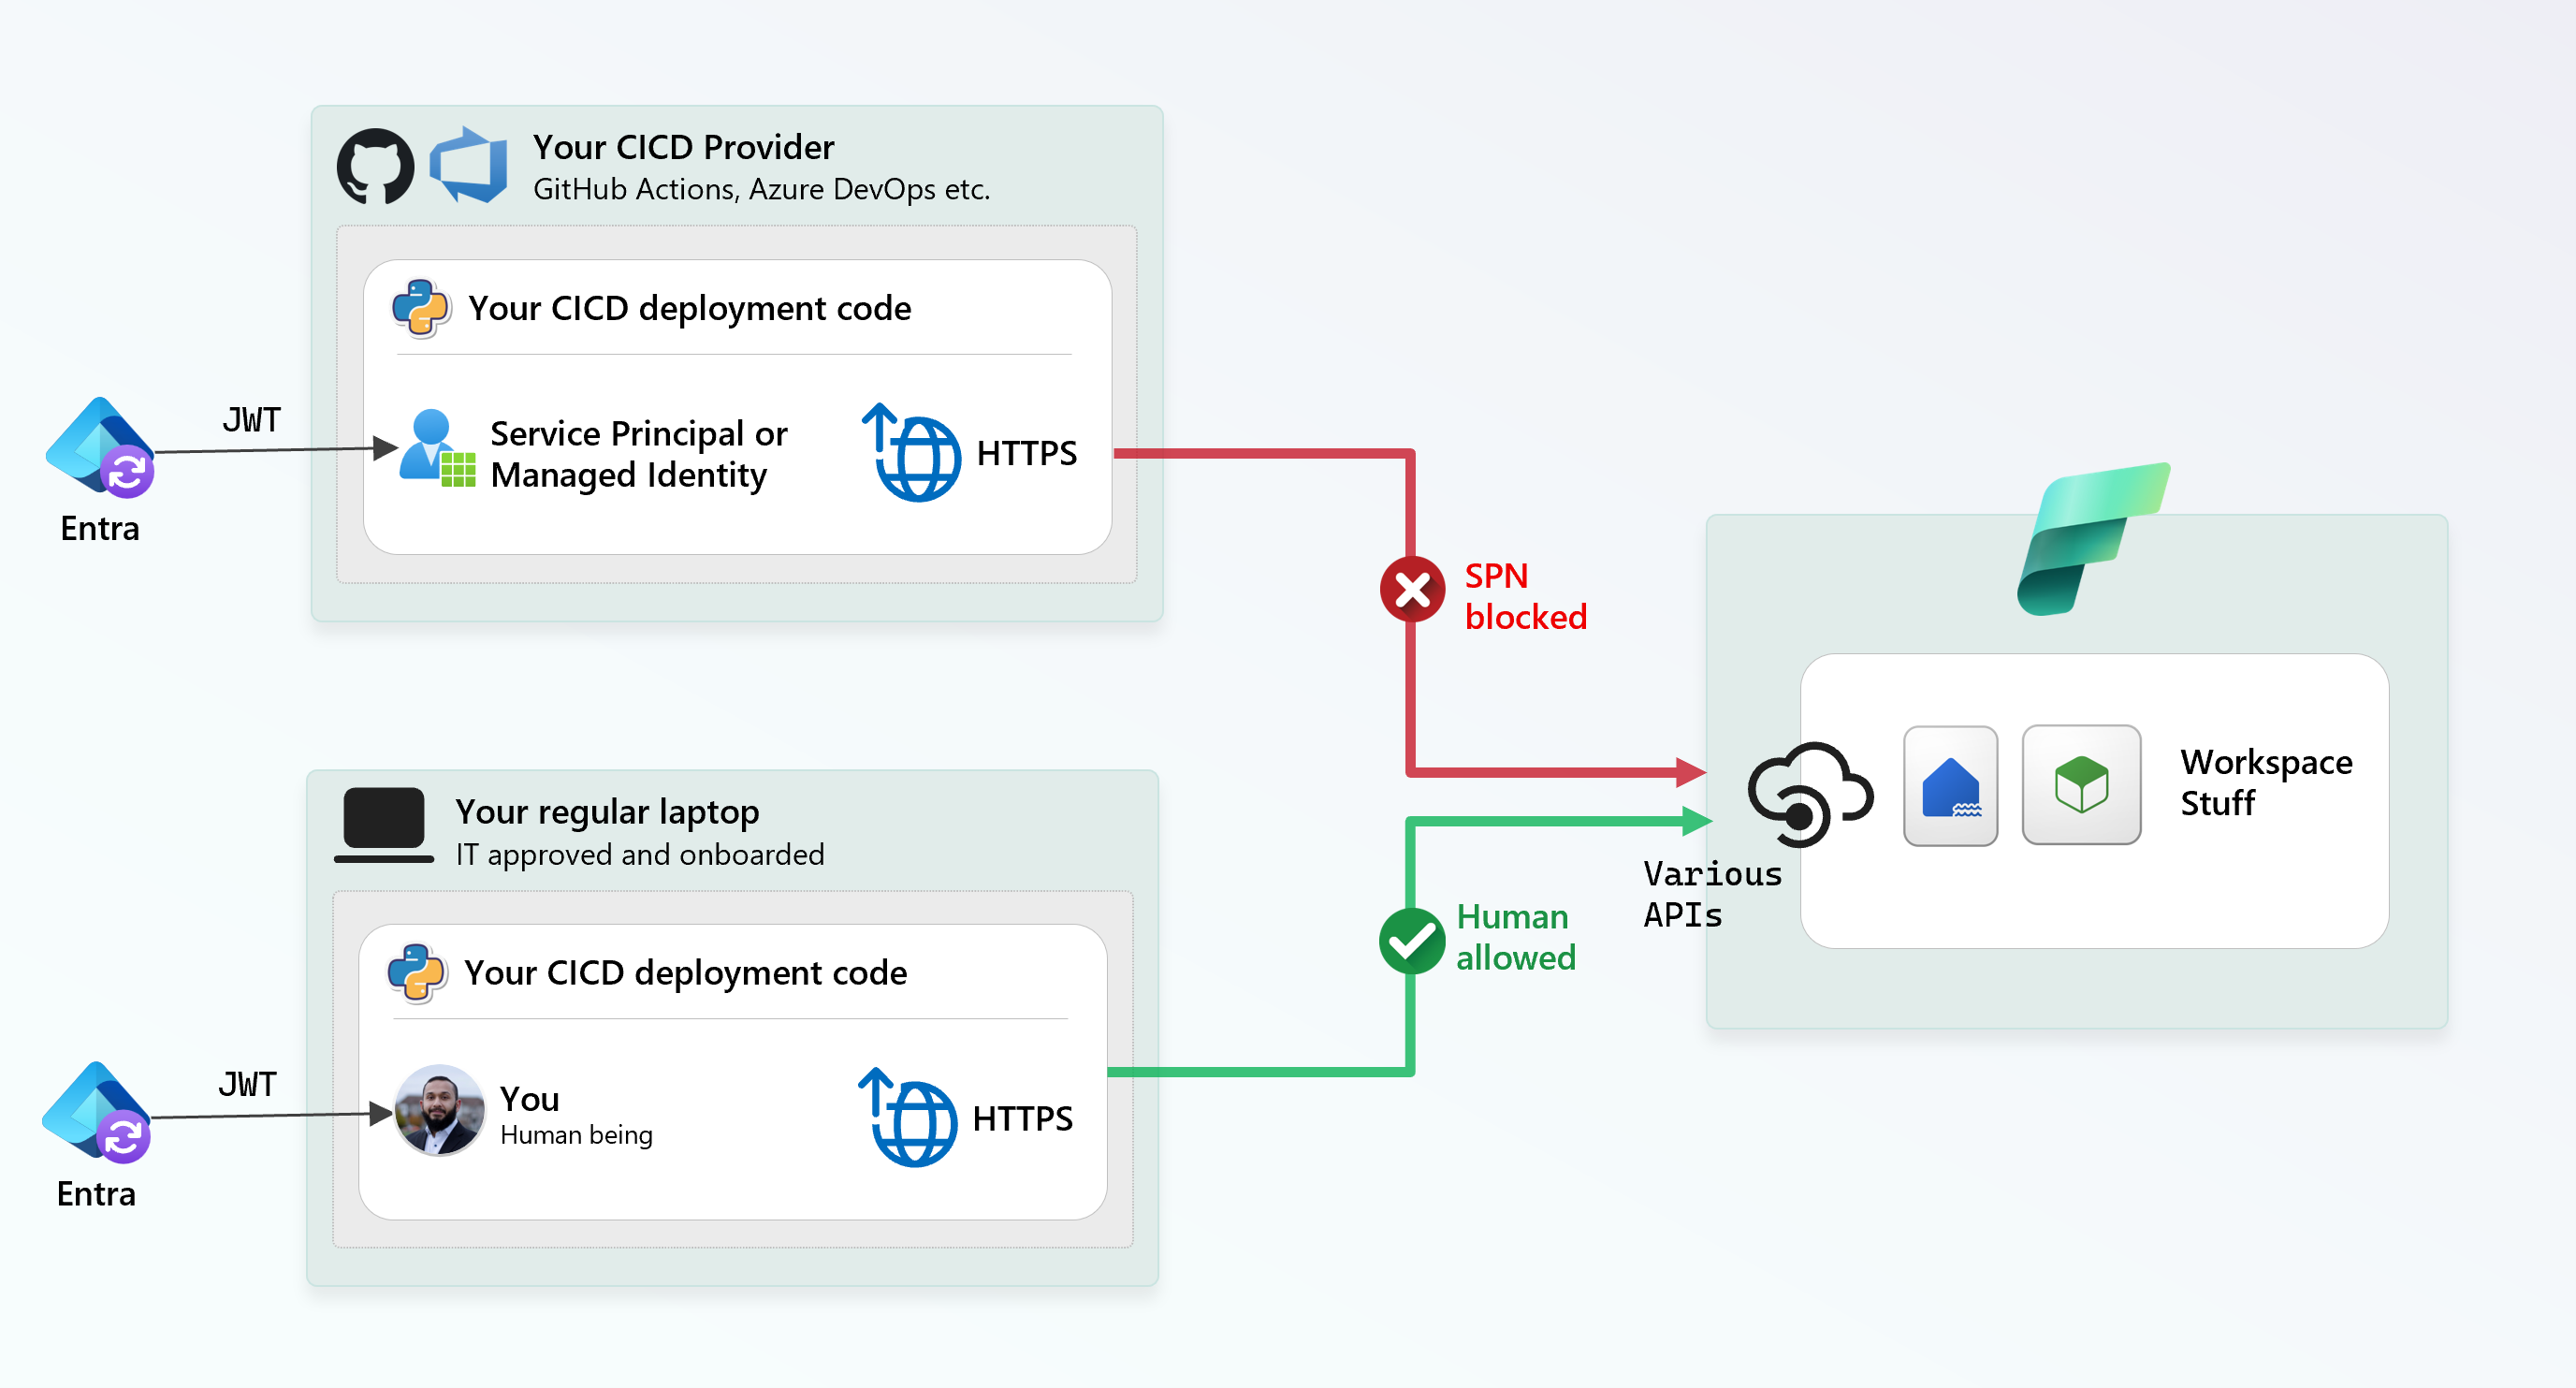 Your CICD Provider
GitHub Actions, Azure DevOps etc.
Your CICD deployment code
JWT
Service Principal or
Managed Identity
HTTPS
Entra
SPN
blocked
Workspace
Stuff
Various
APIs
Human
allowed
Your regular laptop
IT approved and onboarded
Your CICD deployment code
JWT
You
Human being
HTTPS
Entra